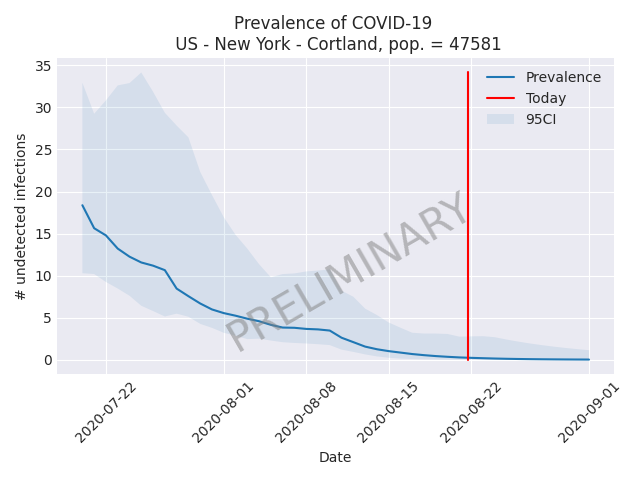 Prevalence of COVID-19
US - New York - Cortland, pop. = 47581
# undetected infections
35
30
25
20
15
10
5
0
Prevalence
Today
95CI
PRELIMINARY
2020-07-22
2020-08-01
2020-08-08
2020-08-15
2020-08-22
2020-09-01
Date